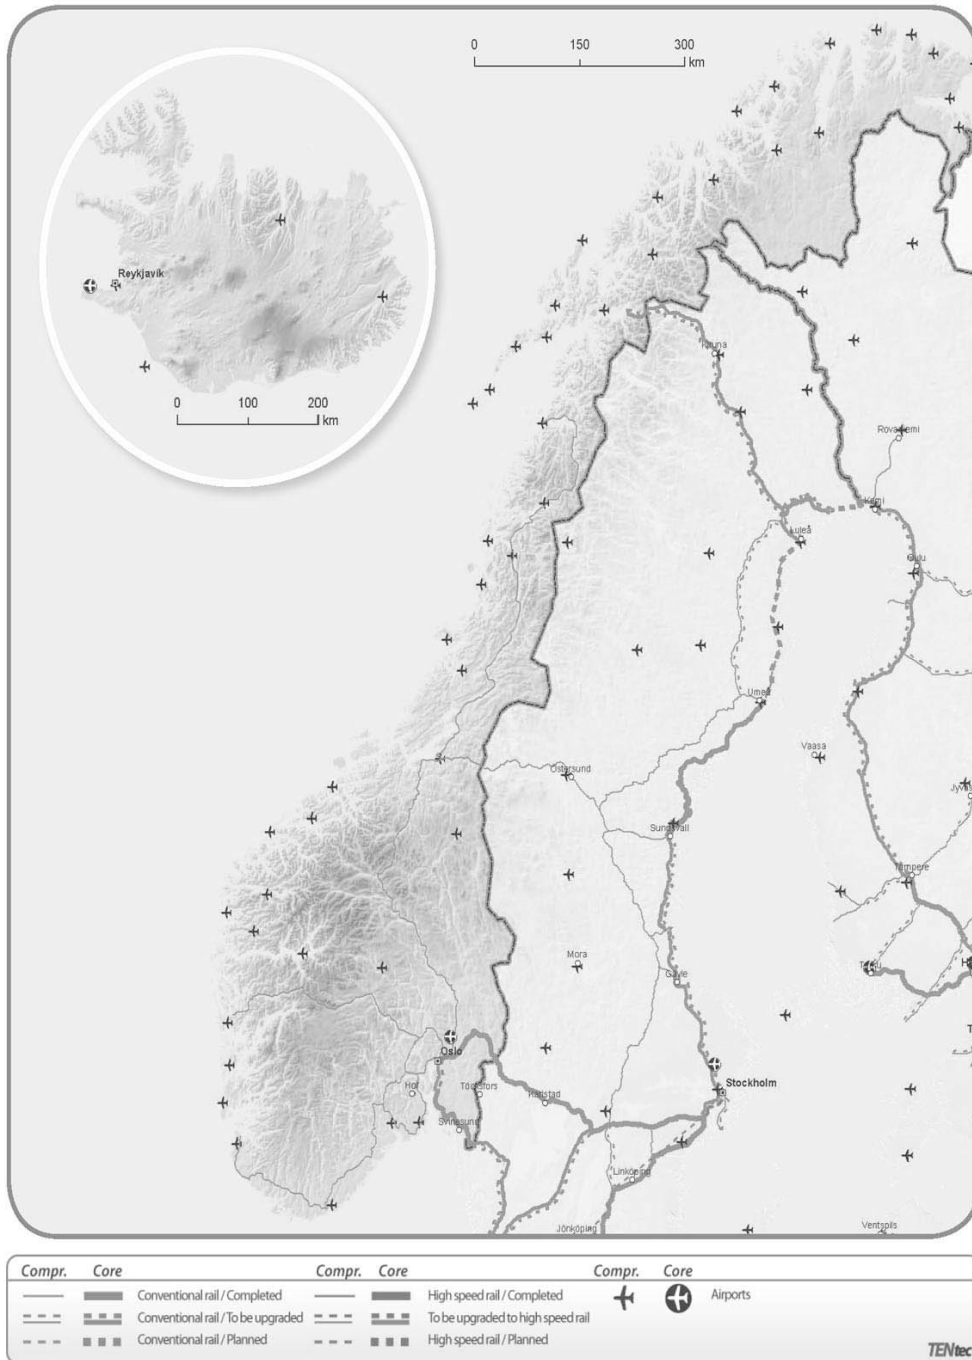 0 150 300
km
Reykjavik
0 100 200
km
Kiruna
Rovaniemi
Kemi
Luleå
Oulu
Umeå
Vaasa
Östersund
Sundsvall
Tampere
Mora
Gävle
Turku
Oslo
Hof
Töcksfors
Karlstad
Stockholm
Svinesund
Linköping
Jönköping
Ventspils
Compr. Core Compr. Core Compr. Core
Conventional rail / Completed High speed rail / Completed Airports
Conventional rail / To be upgraded To be upgraded to high speed rail
Conventional rail / Planned High speed rail / Planned
TENtec